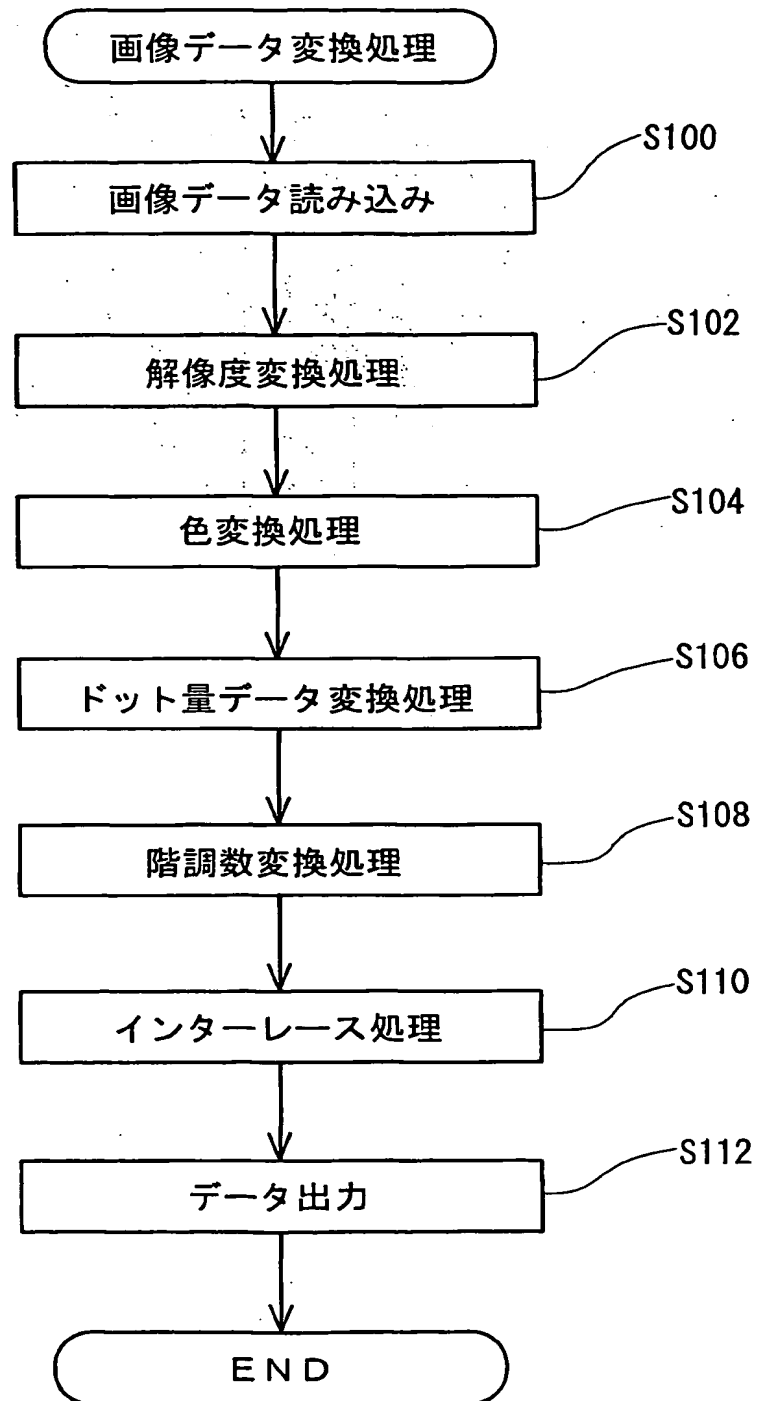 画像データ変換処理
S100
画像データ読み込み
S102
解像度変換処理
S104
色変換処理
S106
ドット量データ変換処理
S108
階調数変換処理
S110
インターレース処理
S112
データ出力
END